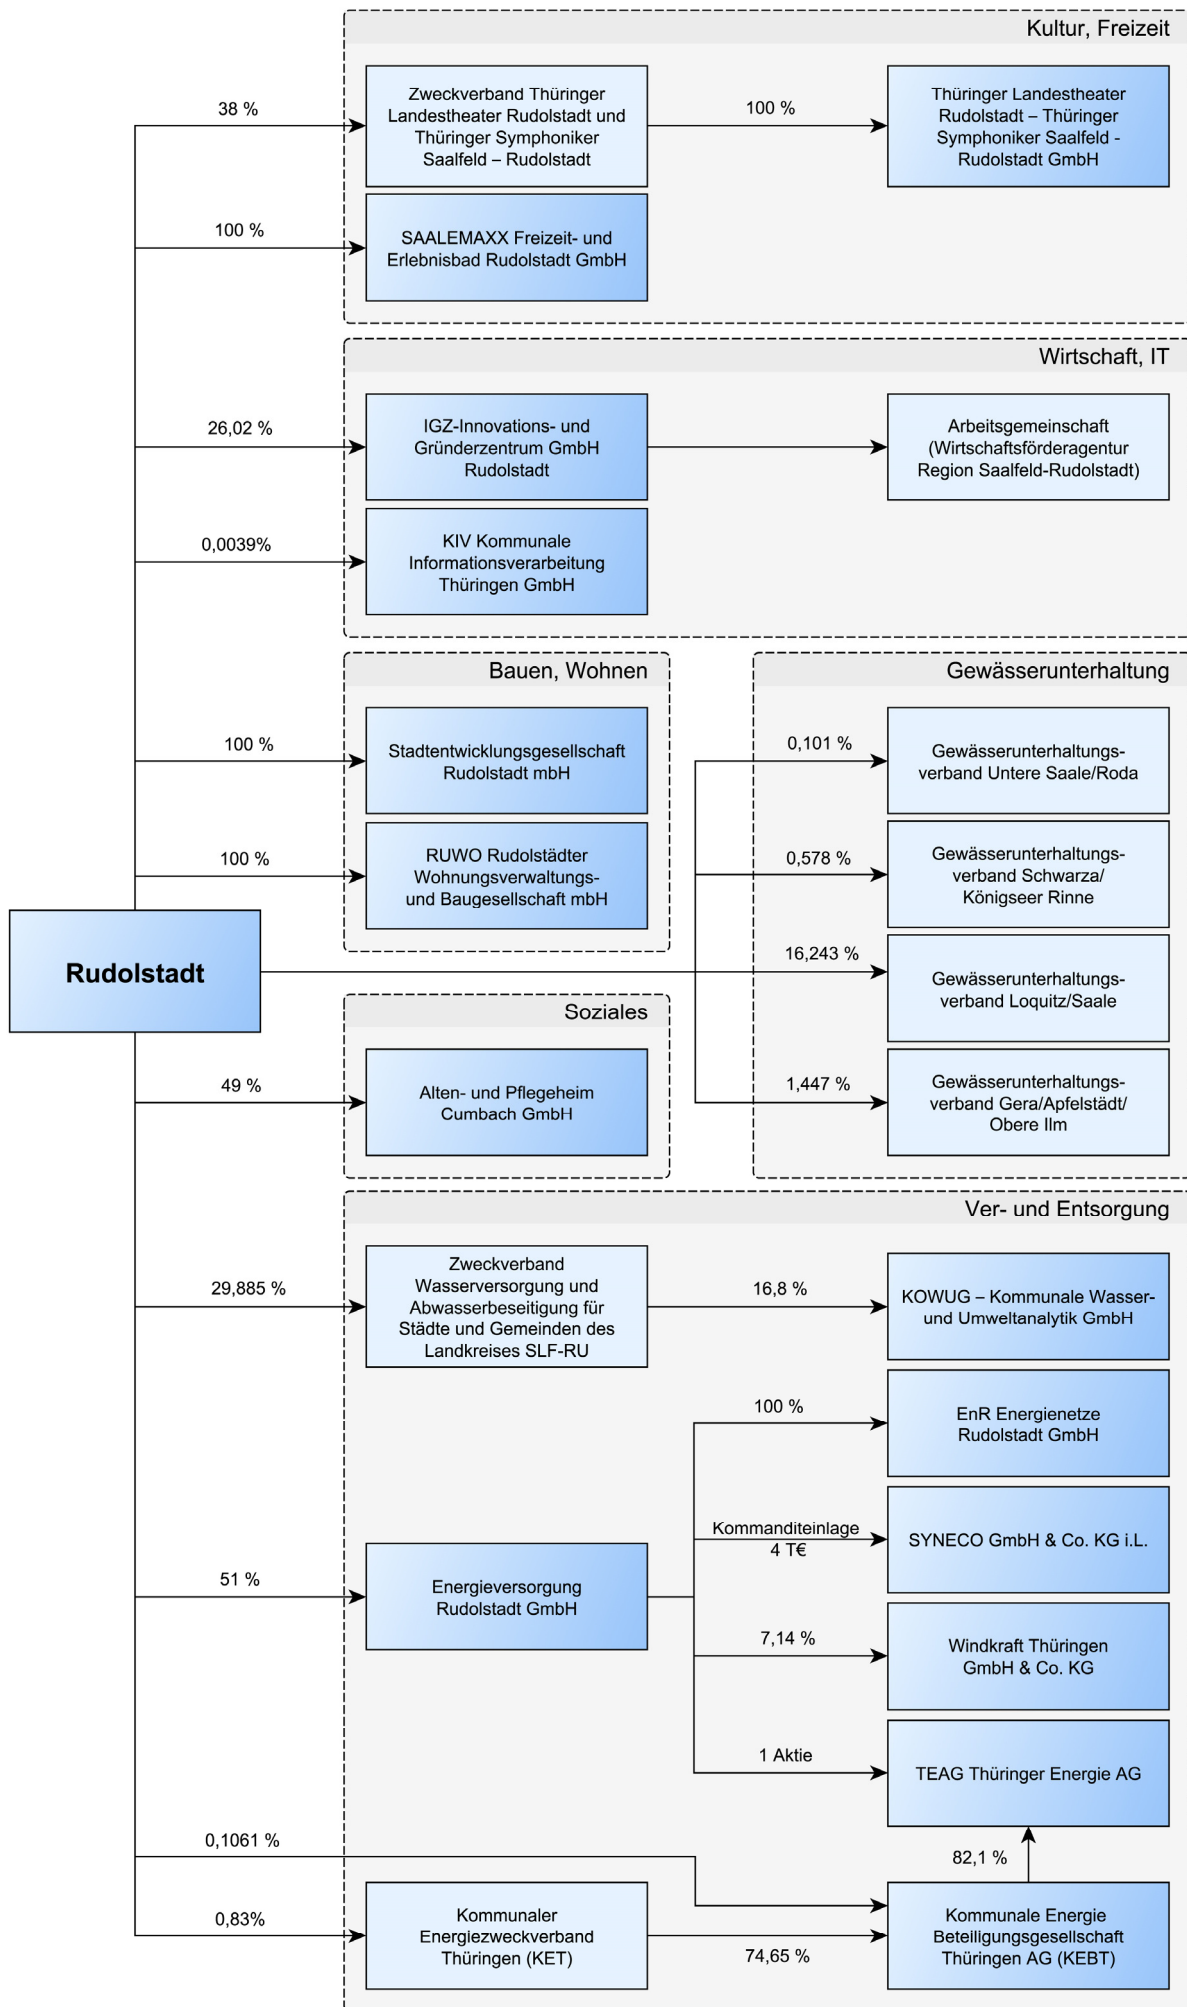 Kultur, Freizeit
38 %
Zweckverband Thüringer
Landestheater Rudolstadt und
Thüringer Symphoniker
Saalfeld – Rudolstadt
100 %
Thüringer Landestheater
Rudolstadt – Thüringer
Symphoniker Saalfeld -
Rudolstadt GmbH
100 %
SAALEMAXX Freizeit- und
Erlebnisbad Rudolstadt GmbH
Wirtschaft, IT
26,02 %
IGZ-Innovations- und
Gründerzentrum GmbH
Rudolstadt
Arbeitsgemeinschaft
(Wirtschaftsförderagentur
Region Saalfeld-Rudolstadt)
0,0039%
KIV Kommunale
Informationsverarbeitung
Thüringen GmbH
Bauen, Wohnen
100 %
Stadtentwicklungsgesellschaft
Rudolstadt mbH
100 %
RUWO Rudolstädter
Wohnungsverwaltungs-
und Baugesellschaft mbH
Gewässerunterhaltung
0,101 %
Gewässerunterhaltungs-
verband Untere Saale/Roda
0,578 %
Gewässerunterhaltungs-
verband Schwarza/
Königseer Rinne
16,243 %
Gewässerunterhaltungs-
verband Loquitz/Saale
1,447 %
Gewässerunterhaltungs-
verband Gera/Apfelstädt/
Obere Ilm
Rudolstadt
Soziales
49 %
Alten- und Pflegeheim
Cumbach GmbH
Ver- und Entsorgung
29,885 %
Zweckverband
Wasserversorgung und
Abwasserbeseitigung für
Städte und Gemeinden des
Landkreises SLF-RU
16,8 %
KOWUG – Kommunale Wasser-
und Umweltanalytik GmbH
51 %
Energieversorgung
Rudolstadt GmbH
100 %
EnR Energienetze
Rudolstadt GmbH
Kommanditeinlage
4 T€
SYNECO GmbH & Co. KG i.L.
7,14 %
Windkraft Thüringen
GmbH & Co. KG
1 Aktie
TEAG Thüringer Energie AG
0,1061 %
82,1 %
0,83%
Kommunaler
Energiezweckverband
Thüringen (KET)
74,65 %
Kommunale Energie
Beteiligungsgesellschaft
Thüringen AG (KEBT)